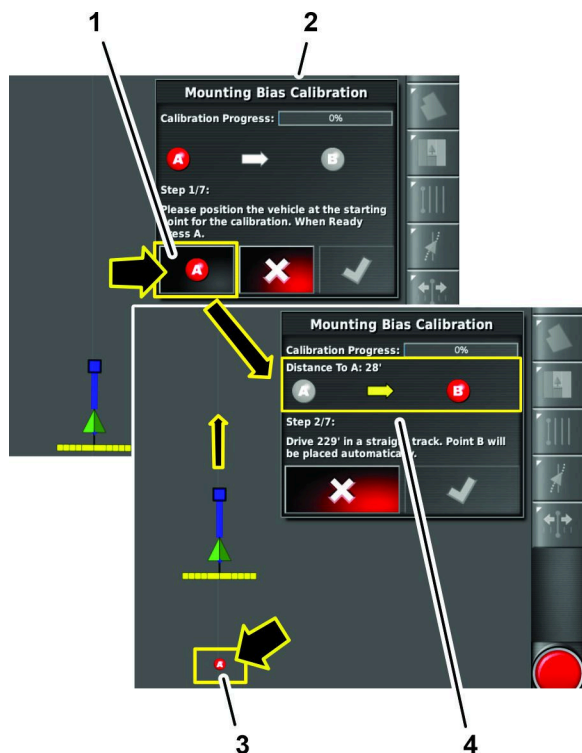 1
2
Mounting Bias Calibration
Calibration Progress: 0%
A B
Step 1/7:
Please position the vehicle at the starting
point for the calibration. When Ready
press A.
A
Mounting Bias Calibration
Calibration Progress: 0%
Distance To A: 28'
A B
Step 2/7:
Drive 229' in a straight track. Point B will
be placed automatically.
A
3
4